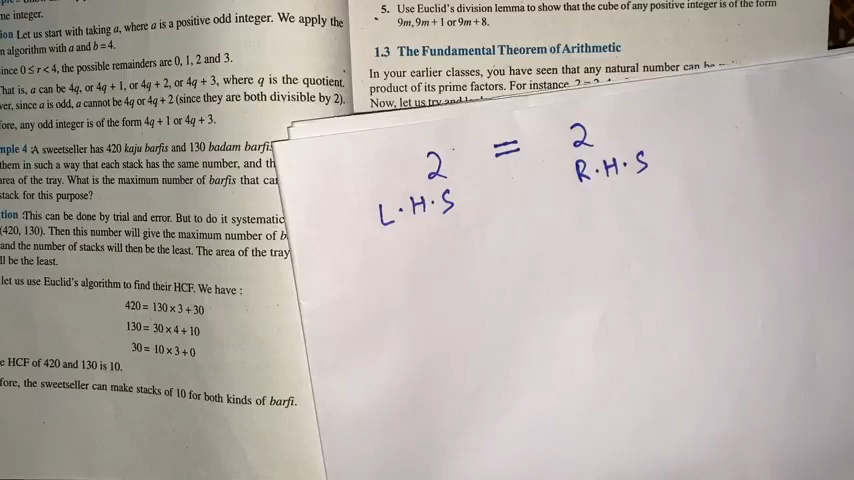 me integer.
ion Let us start with taking a, where a is a positive odd integer. We apply the
n algorithm with a and b = 4.
ince 0 ≤ r < 4, the possible remainders are 0, 1, 2 and 3.
That is, a can be 4q, or 4q + 1, or 4q + 2, or 4q + 3, where q is the quotient.
ver, since a is odd, a cannot be 4q or 4q + 2 (since they are both divisible by 2).
fore, any odd integer is of the form 4q + 1 or 4q + 3.
mple 4 : A sweetseller has 420 kaju barfis and 130 badam barfi
them in such a way that each stack has the same number, and th
area of the tray. What is the maximum number of barfis that ca
stack for this purpose?
tion : This can be done by trial and error. But to do it systematic
(420, 130). Then this number will give the maximum number of b
and the number of stacks will then be the least. The area of the tray
ll be the least.
let us use Euclid's algorithm to find their HCF. We have :
420 = 130 × 3 + 30
130 = 30 × 4 + 10
30 = 10 × 3 + 0
e HCF of 420 and 130 is 10.
fore, the sweetseller can make stacks of 10 for both kinds of barfi.
5. Use Euclid's division lemma to show that the cube of any positive integer is of the form
9m, 9m + 1 or 9m + 8.
1.3 The Fundamental Theorem of Arithmetic
In your earlier classes, you have seen that any natural number can be
product of its prime factors. For instance, 2 = 2,
Now, let us try and
2 = 2
L.H.S R.H.S